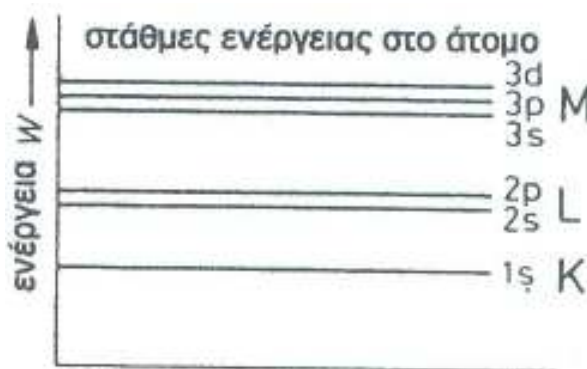 στάθμες ενέργειας στο άτομο
ενέργεια W
3d
3p M
3s
2p
2s L
1s K